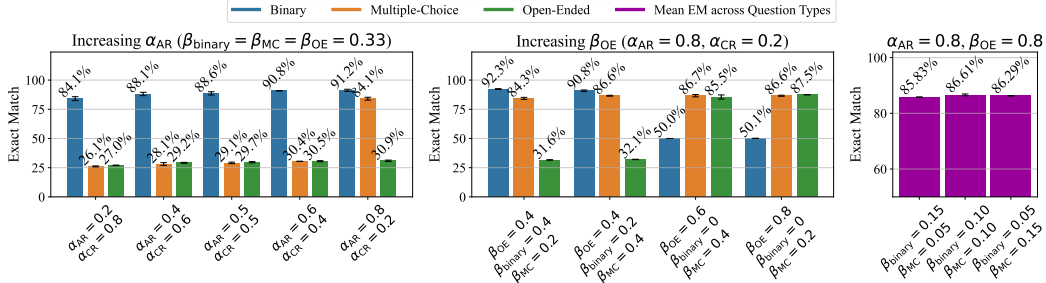 Binary Multiple-Choice Open-Ended Mean EM across Question Types
Increasing α_AR (β_binary = β_MC = β_OE = 0.33)
Exact Match
100
75
50
25
0
84.1% 26.1% 27.0%
88.1% 28.1% 29.2%
88.6% 29.1% 29.7%
90.8% 30.4% 30.5%
91.2% 84.1% 30.9%
α_AR = 0.2
α_CR = 0.8
α_AR = 0.4
α_CR = 0.6
α_AR = 0.5
α_CR = 0.5
α_AR = 0.6
α_CR = 0.4
α_AR = 0.8
α_CR = 0.2
Increasing β_OE (α_AR = 0.8, α_CR = 0.2)
Exact Match
100
75
50
25
0
92.3% 84.3% 31.6%
90.8% 86.6% 32.1%
50.0% 86.7% 85.5%
50.1% 86.6% 87.5%
β_OE = 0.4
β_binary = 0.4
β_MC = 0.2
β_OE = 0.4
β_binary = 0.2
β_MC = 0.4
β_OE = 0.6
β_binary = 0
β_MC = 0.4
β_OE = 0.8
β_binary = 0
β_MC = 0.2
α_AR = 0.8, β_OE = 0.8
Exact Match
100
80
60
85.83% 86.61% 86.29%
β_binary = 0.15
β_MC = 0.05
β_binary = 0.10
β_MC = 0.10
β_binary = 0.05
β_MC = 0.15